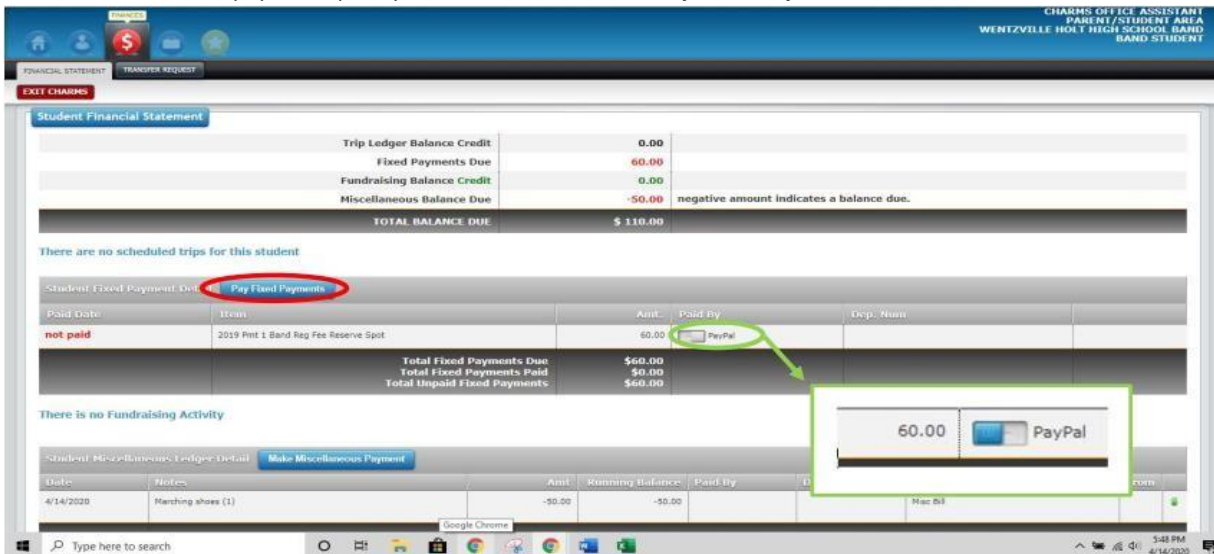 FINANCES
CHARMS OFFICE ASSISTANT
PARENT/STUDENT AREA
WENTZVILLE HOLT HIGH SCHOOL BAND
BAND STUDENT
FINANCIAL STATEMENT TRANSFER REQUEST
EXIT CHARMS
Student Financial Statement
Trip Ledger Balance Credit 0.00
Fixed Payments Due 60.00
Fundraising Balance Credit 0.00
Miscellaneous Balance Due -50.00 negative amount indicates a balance due.
TOTAL BALANCE DUE $ 110.00
There are no scheduled trips for this student
Student Fixed Payment Pay Fixed Payments
Paid Date Item Amt. Paid By Dep. Num
not paid 2019 Pmt 1 Band Reg Fee Reserve Spot 60.00 PayPal
Total Fixed Payments Due $60.00
Total Fixed Payments Paid $0.00
Total Unpaid Fixed Payments $60.00
There is no Fundraising Activity
60.00 PayPal
Student Miscellaneous Ledger Detail Make Miscellaneous Payment
Date Notes Amt Running Balance Paid By
4/14/2020 Marching shoes (1) -50.00 -50.00 Misc Bill
Google Chrome
Type here to search
5:48 PM
4/14/2020